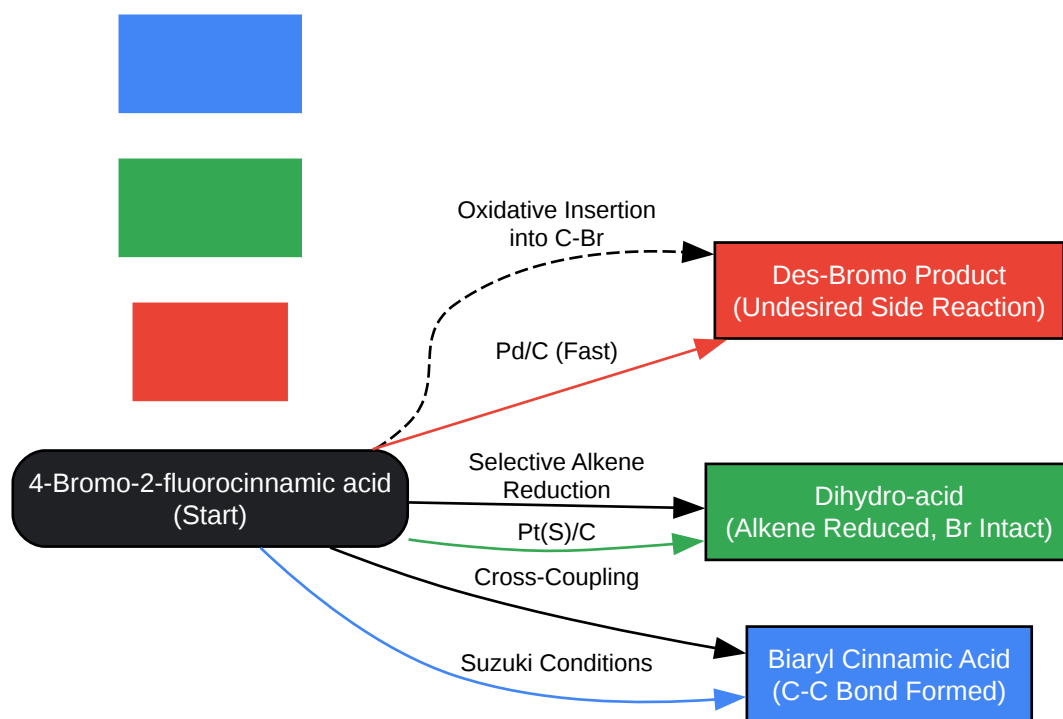 Oxidative Insertion
into C-Br
Des-Bromo Product
(Undesired Side Reaction)
Pd/C (Fast)
4-Bromo-2-fluorocinnamic acid
(Start)
Selective Alkene
Reduction
Pt(S)/C
Dihydro-acid
(Alkene Reduced, Br Intact)
Cross-Coupling
Suzuki Conditions
Biaryl Cinnamic Acid
(C-C Bond Formed)